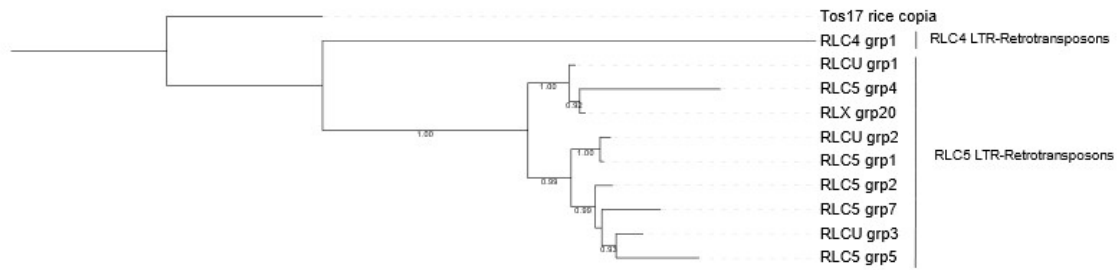 Tos17 rice copia
RLC4 grp1 RLC4 LTR-Retrotransposons
RLCU grp1
1.00
RLC5 grp4
0.92
RLX grp20
1.00
RLCU grp2
1.00
RLC5 grp1 RLC5 LTR-Retrotransposons
0.99
RLC5 grp2
0.99
RLC5 grp7
RLCU grp3
0.93
RLC5 grp5